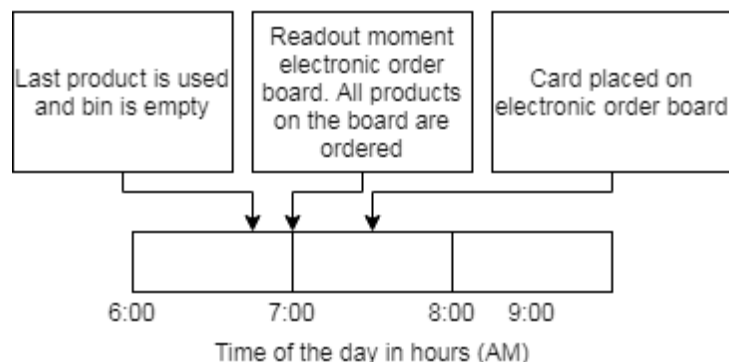 Last product is used
and bin is empty
Readout moment
electronic order
board. All products
on the board are
ordered
Card placed on
electronic order board
6:00
7:00
8:00
9:00
Time of the day in hours (AM)